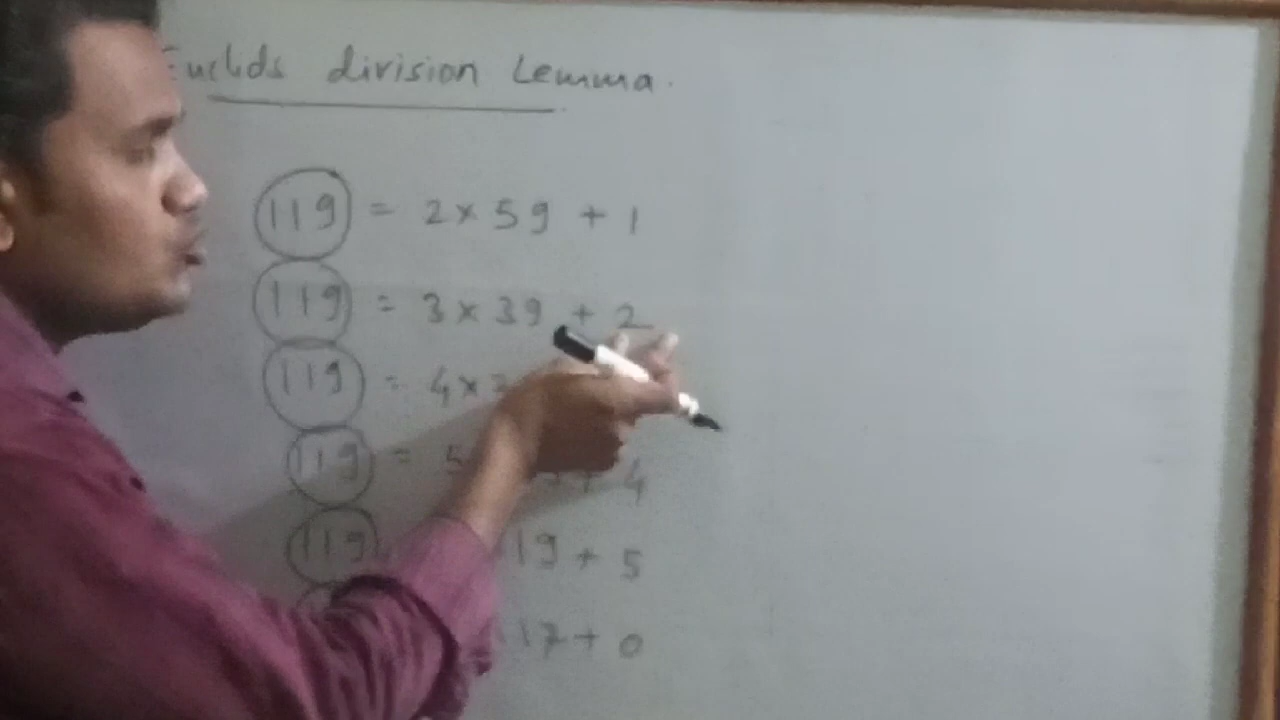 Euclids division Lemma.
119 = 2 × 59 + 1
119 = 3 × 39 + 2
119 = 4 ×
119 = 5 + 4
119 19 + 5
17 + 0